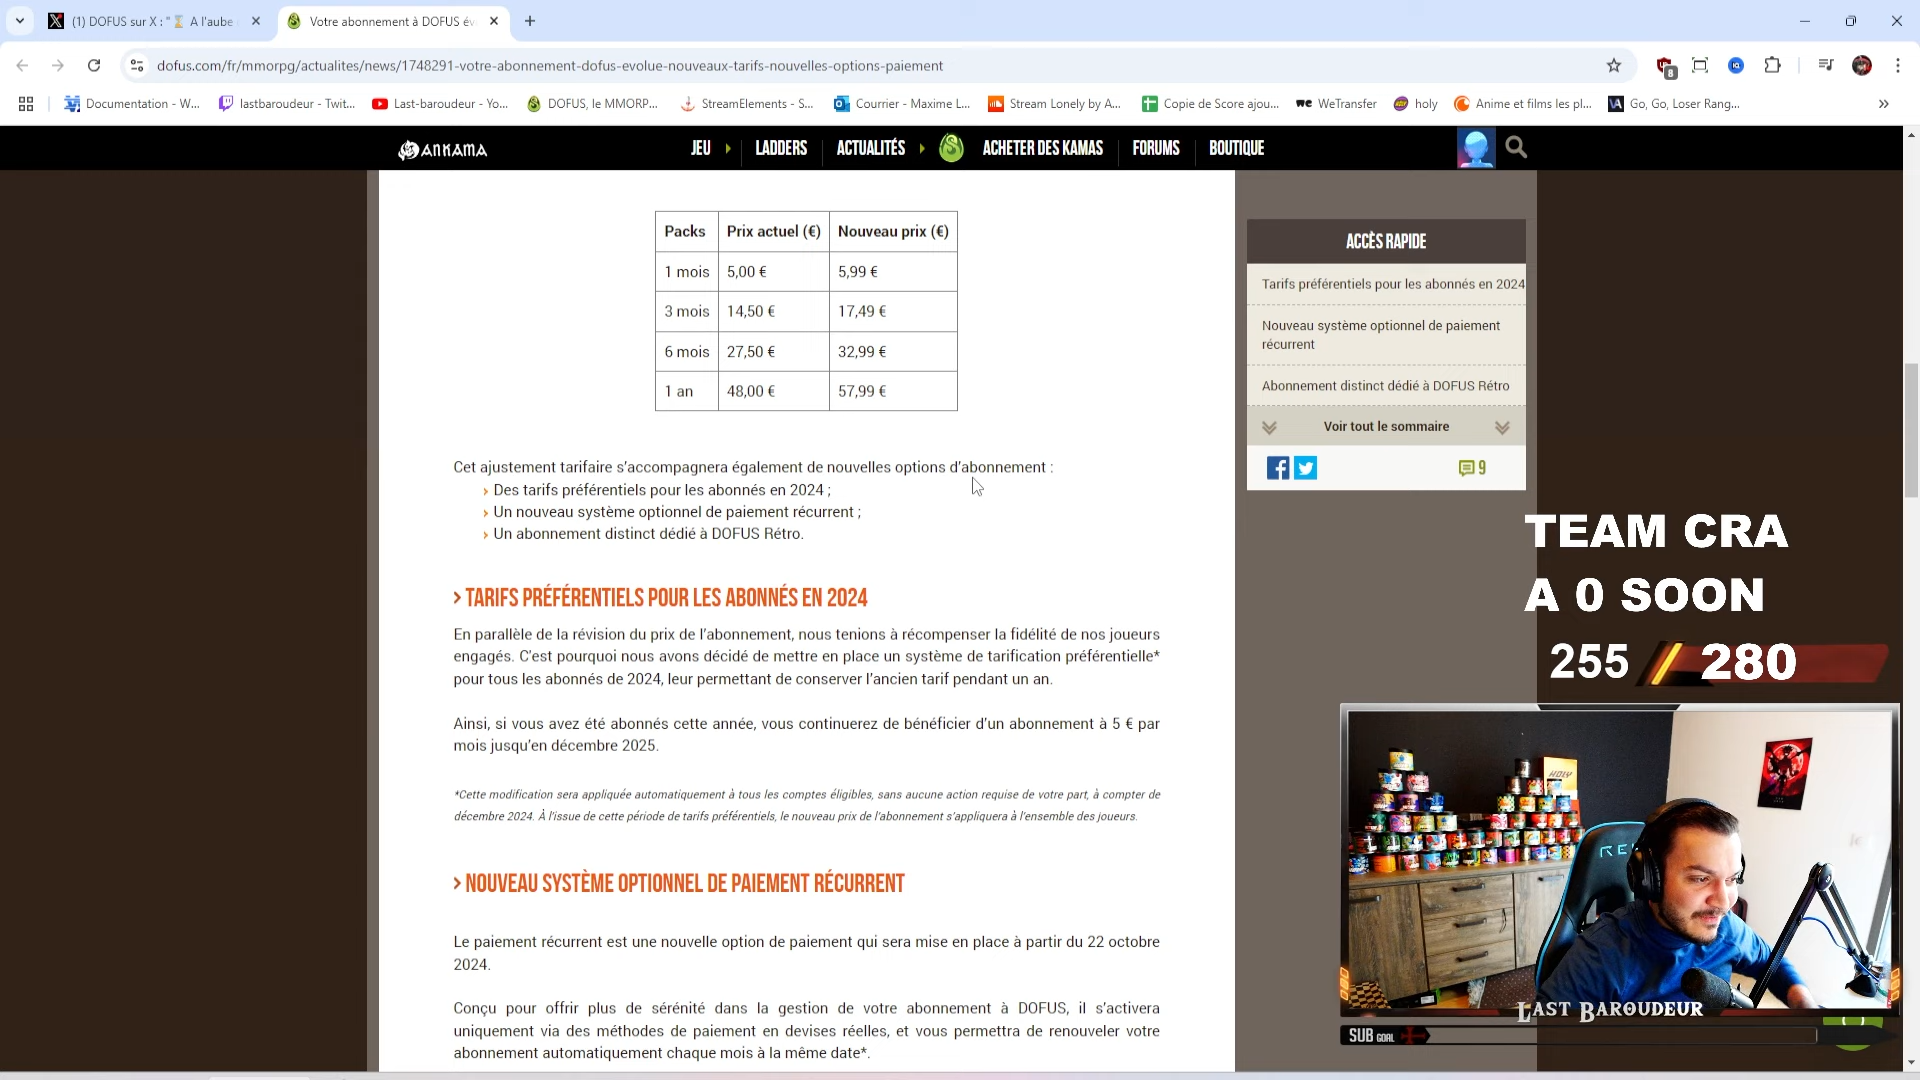 (1) DOFUS sur X : " A l'aube
Votre abonnement à DOFUS év
dofus.com/fr/mmorpg/actualites/news/1748291-votre-abonnement-dofus-evolue-nouveaux-tarifs-nouvelles-options-paiement
8
Documentation - W...
lastbaroudeur - Twit...
Last-baroudeur - Yo...
DOFUS, le MMORP...
StreamElements - S...
Courrier - Maxime L...
Stream Lonely by A...
Copie de Score ajou...
WeTransfer
holy
Anime et films les pl...
Go, Go, Loser Rang...
ANKAMA
JEU
LADDERS
ACTUALITÉS
ACHETER DES KAMAS
FORUMS
BOUTIQUE
Packs Prix actuel (€) Nouveau prix (€)
1 mois 5,00 € 5,99 €
3 mois 14,50 € 17,49 €
6 mois 27,50 € 32,99 €
1 an 48,00 € 57,99 €
Cet ajustement tarifaire s'accompagnera également de nouvelles options d'abonnement :
Des tarifs préférentiels pour les abonnés en 2024 ;
Un nouveau système optionnel de paiement récurrent ;
Un abonnement distinct dédié à DOFUS Rétro.
TARIFS PRÉFÉRENTIELS POUR LES ABONNÉS EN 2024
En parallèle de la révision du prix de l'abonnement, nous tenions à récompenser la fidélité de nos joueurs
engagés. C'est pourquoi nous avons décidé de mettre en place un système de tarification préférentielle*
pour tous les abonnés de 2024, leur permettant de conserver l'ancien tarif pendant un an.
Ainsi, si vous avez été abonnés cette année, vous continuerez de bénéficier d'un abonnement à 5 € par
mois jusqu'en décembre 2025.
*Cette modification sera appliquée automatiquement à tous les comptes éligibles, sans aucune action requise de votre part, à compter de
décembre 2024. À l'issue de cette période de tarifs préférentiels, le nouveau prix de l'abonnement s'appliquera à l'ensemble des joueurs.
NOUVEAU SYSTÈME OPTIONNEL DE PAIEMENT RÉCURRENT
Le paiement récurrent est une nouvelle option de paiement qui sera mise en place à partir du 22 octobre
2024.
Conçu pour offrir plus de sérénité dans la gestion de votre abonnement à DOFUS, il s'activera
uniquement via des méthodes de paiement en devises réelles, et vous permettra de renouveler votre
abonnement automatiquement chaque mois à la même date*.
ACCÈS RAPIDE
Tarifs préférentiels pour les abonnés en 2024
Nouveau système optionnel de paiement
récurrent
Abonnement distinct dédié à DOFUS Rétro
Voir tout le sommaire
9
TEAM CRA
A 0 SOON
255 / 280
HOLY
LAST BAROUDEUR
SUB GOAL